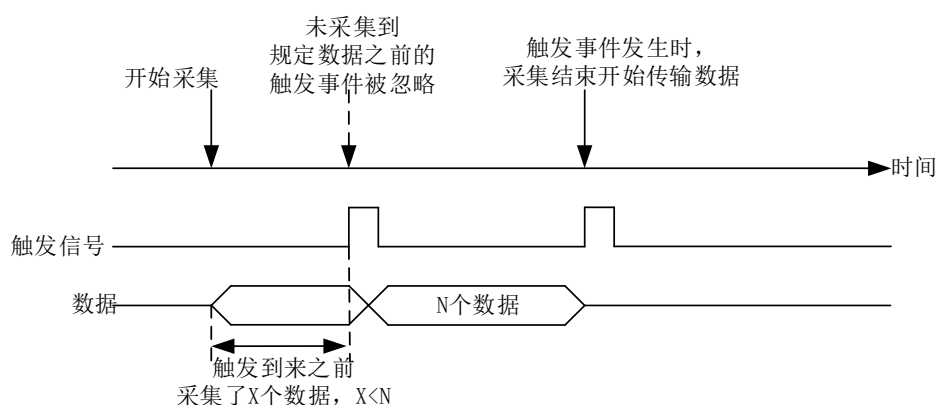 未采集到
规定数据之前的
触发事件被忽略
触发事件发生时，
采集结束开始传输数据
开始采集
时间
触发信号
数据
N个数据
触发到来之前
采集了X个数据，X<N